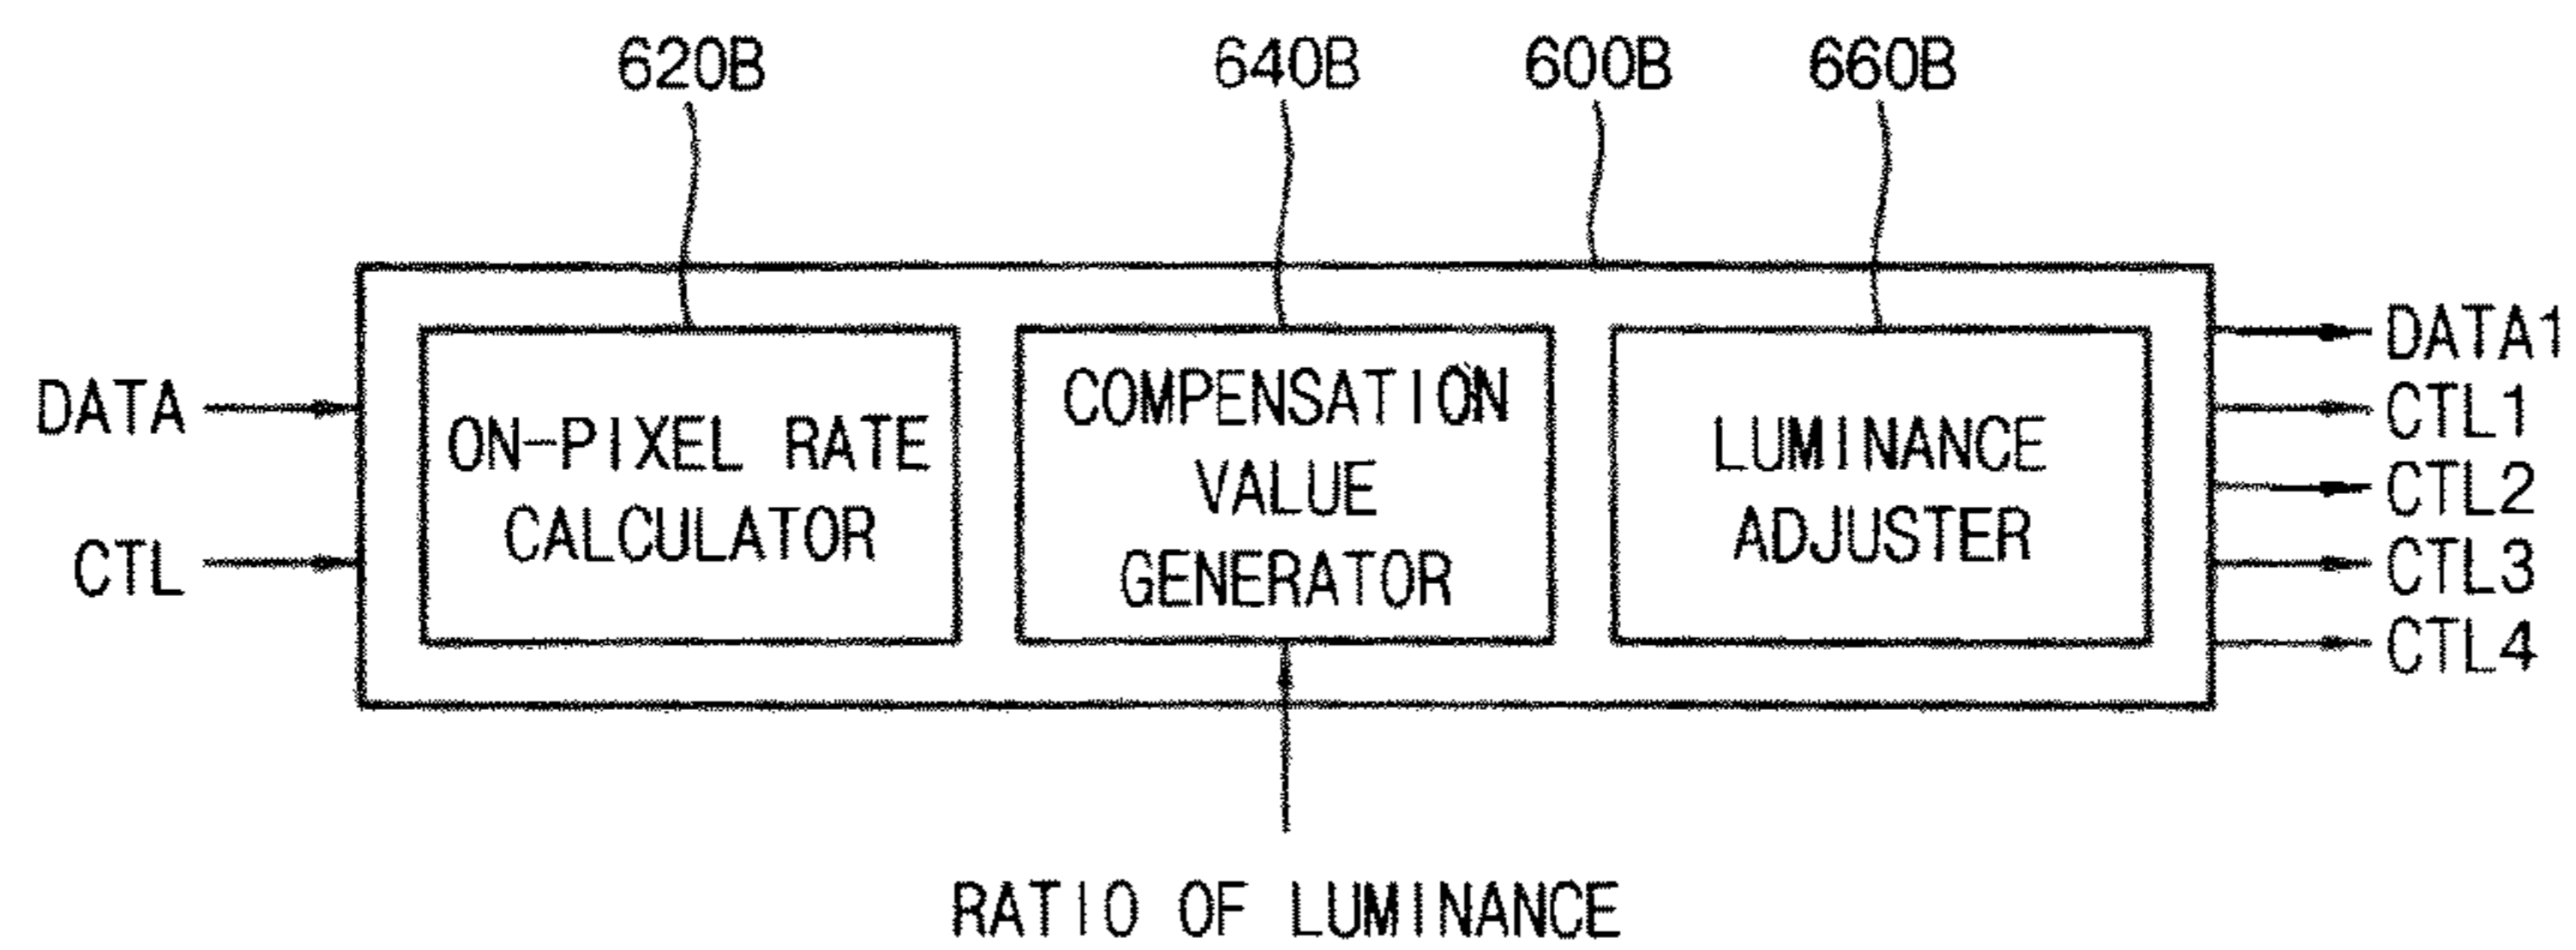 620B 640B 600B 660B
DATA
CTL
ON-PIXEL RATE
CALCULATOR
COMPENSATION
VALUE
GENERATOR
LUMINANCE
ADJUSTER
DATA1
CTL1
CTL2
CTL3
CTL4
RATIO OF LUMINANCE